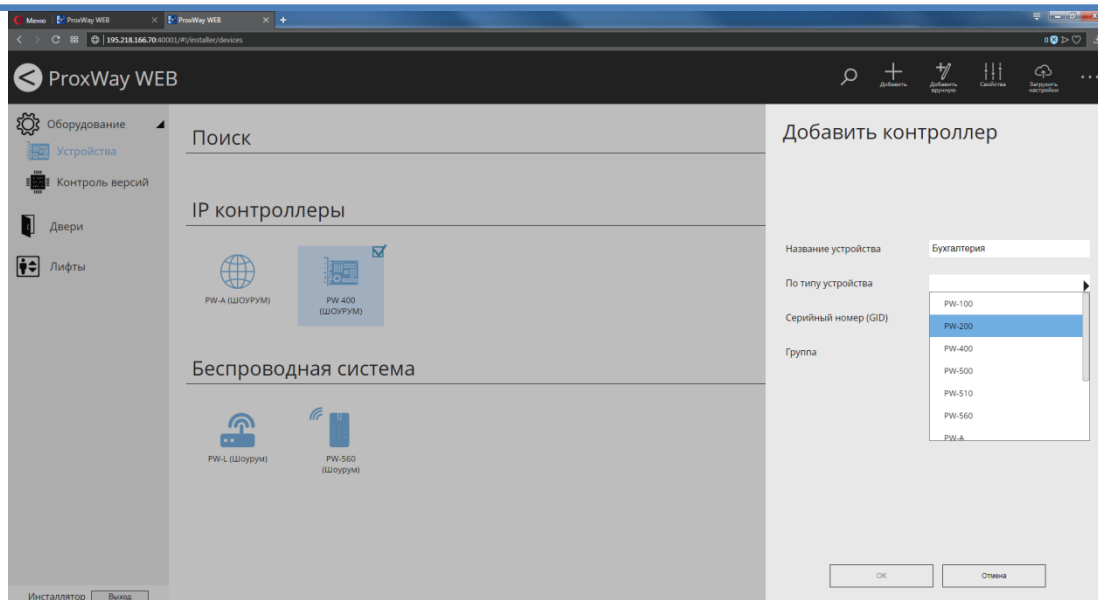 Меню
ProxWay WEB
ProxWay WEB
195.218.166.70:40001/#!/installer/devices
0
ProxWay WEB
Добавить
Добавить вручную
Свойства
Загрузить настройки
Оборудование
Устройства
Контроль версий
Двери
Лифты
Инсталлятор
Выход
Поиск
IP контроллеры
PW-A (ШОУРУМ)
PW 400
(ШОУРУМ)
Беспроводная система
PW-L (Шоурум)
PW-560
(Шоурум)
Добавить контроллер
Название устройства
Бухгалтерия
По типу устройства
Серийный номер (GID)
Группа
PW-100
PW-200
PW-400
PW-500
PW-510
PW-560
PW-A
OK
Отмена